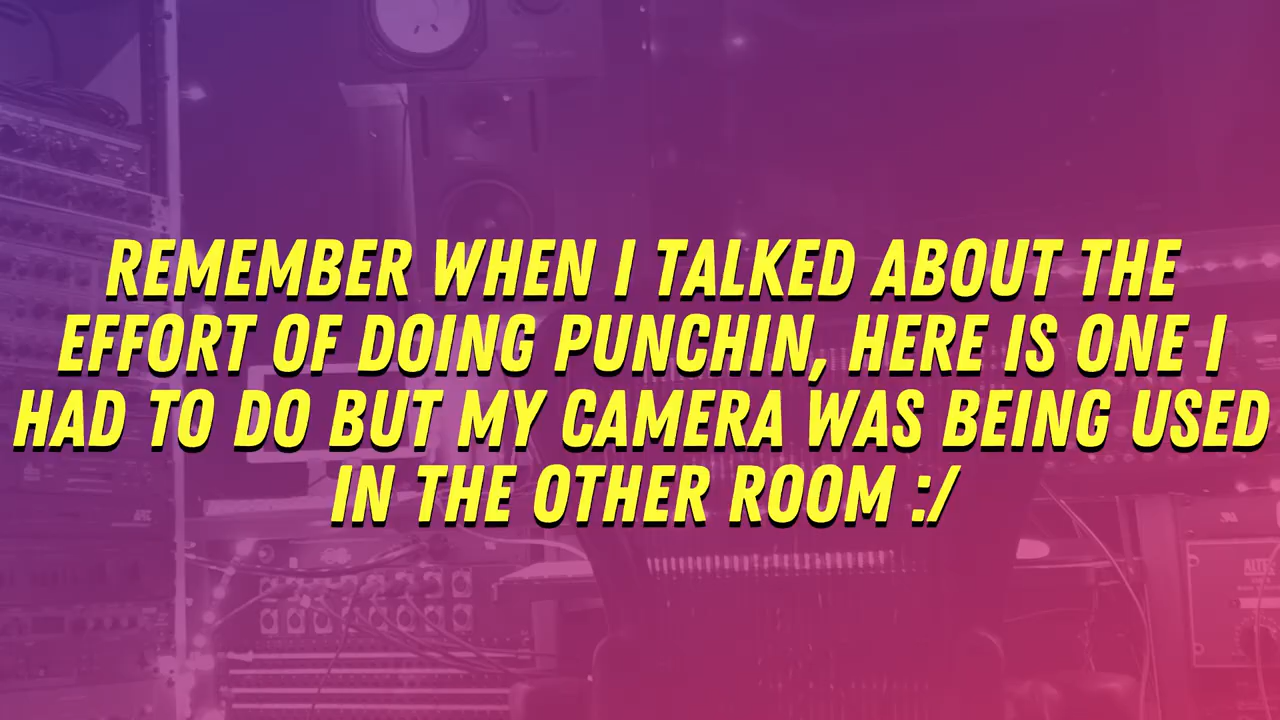 REMEMBER WHEN I TALKED ABOUT THE
EFFORT OF DOING PUNCHIN, HERE IS ONE I
HAD TO DO BUT MY CAMERA WAS BEING USED
IN THE OTHER ROOM :/